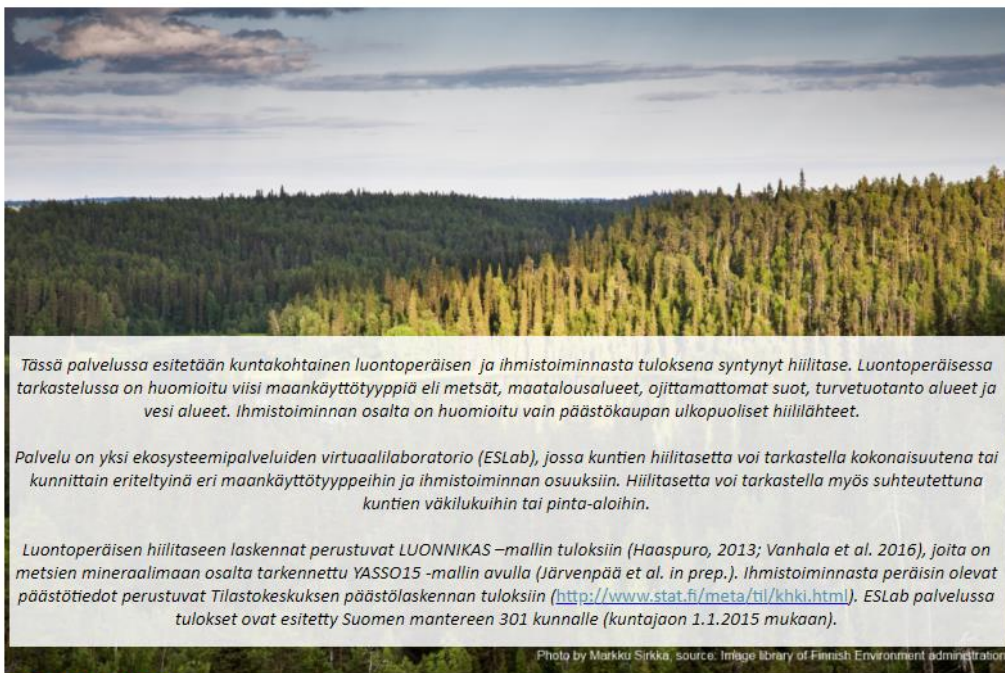 Tässä palvelussa esitetään kuntakohtainen luontoperäisen ja ihmistoiminnasta tuloksena syntynyt hiilitase. Luontoperäisessä
tarkastelussa on huomioitu viisi maankäyttötyyppiä eli metsät, maatalousalueet, ojittamattomat suot, turvetuotanto alueet ja
vesi alueet. Ihmistoiminnan osalta on huomioitu vain päästökaupan ulkopuoliset hiililähteet.
Palvelu on yksi ekosysteemipalveluiden virtuaalilaboratorio (ESLab), jossa kuntien hiilitasetta voi tarkastella kokonaisuutena tai
kunnittain eriteltyinä eri maankäyttötyyppeihin ja ihmistoiminnan osuuksiin. Hiilitasetta voi tarkastella myös suhteutettuna
kuntien väkilukuihin tai pinta-aloihin.
Luontoperäisen hiilitaseen laskennat perustuvat LUONNIKAS –mallin tuloksiin (Haaspuro, 2013; Vanhala et al. 2016), joita on
metsien mineraalimaan osalta tarkennettu YASSO15 -mallin avulla (Järvenpää et al. in prep.). Ihmistoiminnasta peräisin olevat
päästötiedot perustuvat Tilastokeskuksen päästölaskennan tuloksiin (http://www.stat.fi/meta/til/khki.html). ESLab palvelussa
tulokset ovat esitetty Suomen mantereen 301 kunnalle (kuntajaon 1.1.2015 mukaan).
Photo by Markku Sirkka, source: Image library of Finnish Environment administration